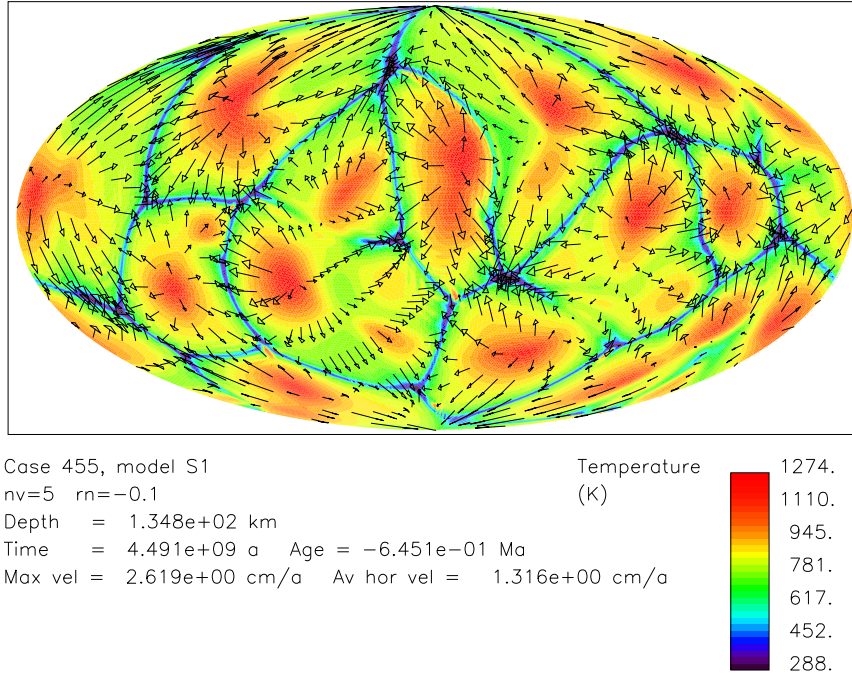 Case 455, model S1
nv=5 rn=−0.1
Depth = 1.348e+02 km
Time = 4.491e+09 a Age = −6.451e−01 Ma
Max vel = 2.619e+00 cm/a Av hor vel = 1.316e+00 cm/a
Temperature
(K)
1274.
1110.
945.
781.
617.
452.
288.